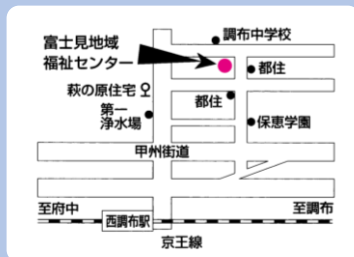 富士見地域
福祉センター
調布中学校
都住
萩の原住宅
第一
浄水場
都住
保恵学園
甲州街道
至府中
至調布
西調布駅
京王線